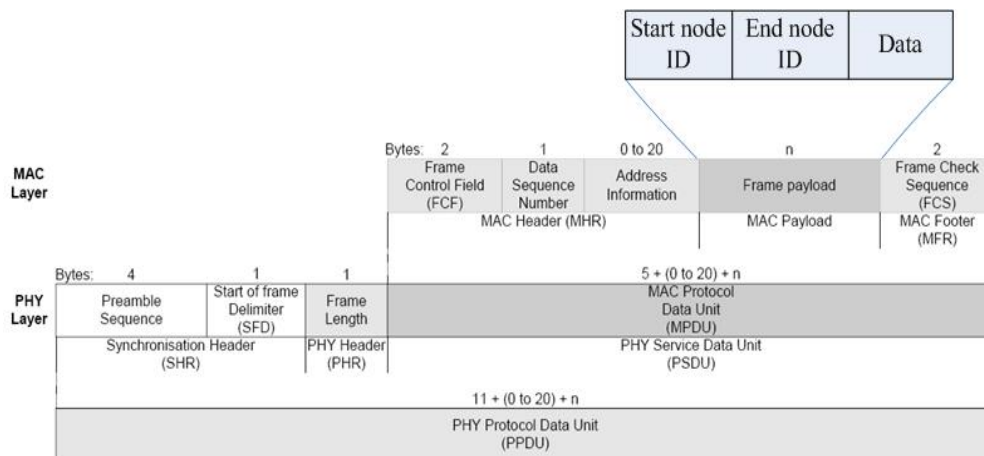 Start node ID
End node ID
Data
Bytes: 2 1 0 to 20 n 2
MAC Layer
Frame Control Field (FCF)
Data Sequence Number
Address Information
Frame payload
Frame Check Sequence (FCS)
MAC Header (MHR)
MAC Payload
MAC Footer (MFR)
Bytes: 4 1 1 5 + (0 to 20) + n
PHY Layer
Preamble Sequence
Start of frame Delimiter (SFD)
Frame Length
MAC Protocol Data Unit (MPDU)
Synchronisation Header (SHR)
PHY Header (PHR)
PHY Service Data Unit (PSDU)
11 + (0 to 20) + n
PHY Protocol Data Unit (PPDU)